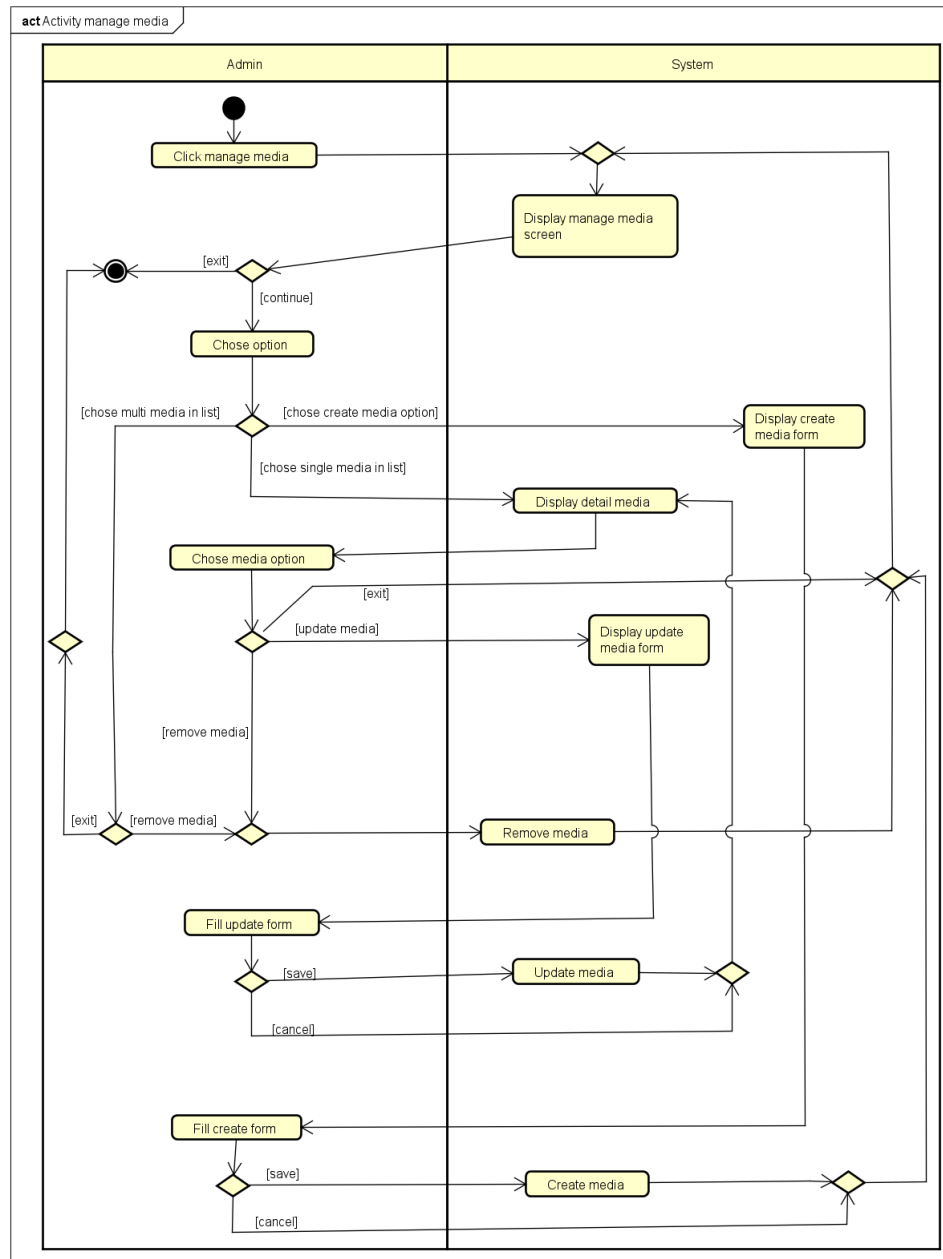 act Activity manage media
Admin
System
Click manage media
Display manage media
screen
[exit]
[continue]
Chose option
[chose multi media in list]
[chose create media option]
Display create
media form
[chose single media in list]
Display detail media
Chose media option
[exit]
[update media]
Display update
media form
[remove media]
[exit]
[remove media]
Remove media
Fill update form
[save]
Update media
[cancel]
Fill create form
[save]
Create media
[cancel]